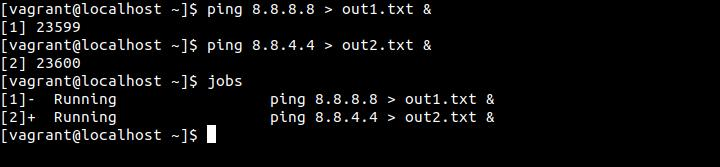 [vagrant@localhost ~]$ ping 8.8.8.8 > out1.txt &
[1] 23599
[vagrant@localhost ~]$ ping 8.8.4.4 > out2.txt &
[2] 23600
[vagrant@localhost ~]$ jobs
[1]-  Running                 ping 8.8.8.8 > out1.txt &
[2]+  Running                 ping 8.8.4.4 > out2.txt &
[vagrant@localhost ~]$